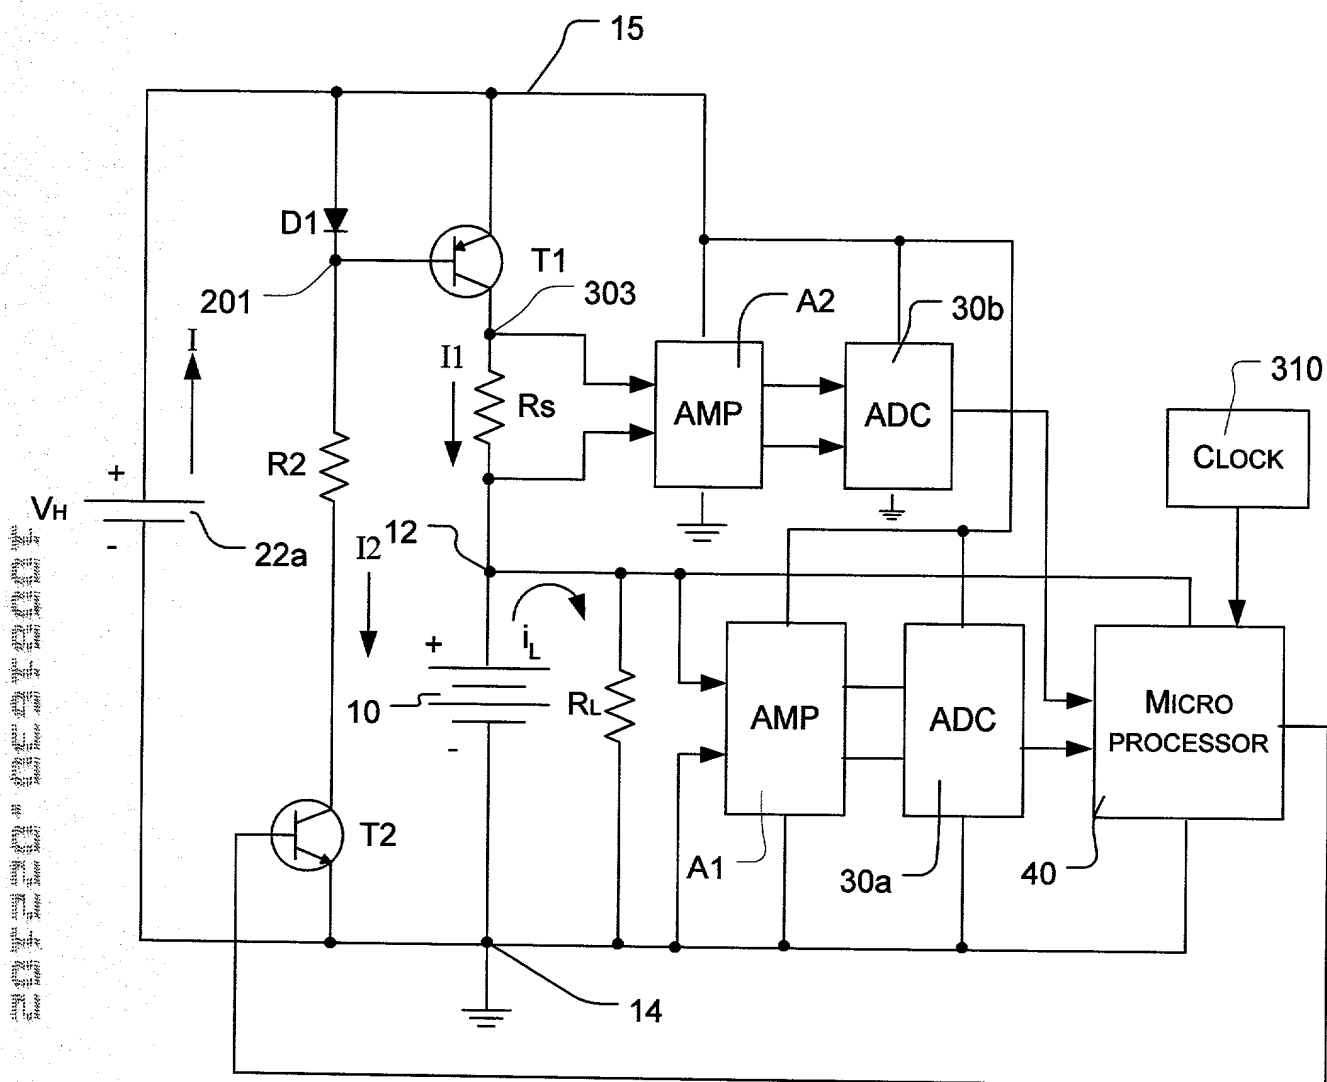 15
D1
T1
201
303
A2
30b
I
I1
310
Rs
AMP
ADC
CLOCK
R2
+
VH
-
22a
I2
12
+
iL
10
RL
AMP
ADC
MICRO
PROCESSOR
-
T2
A1
30a
40
14